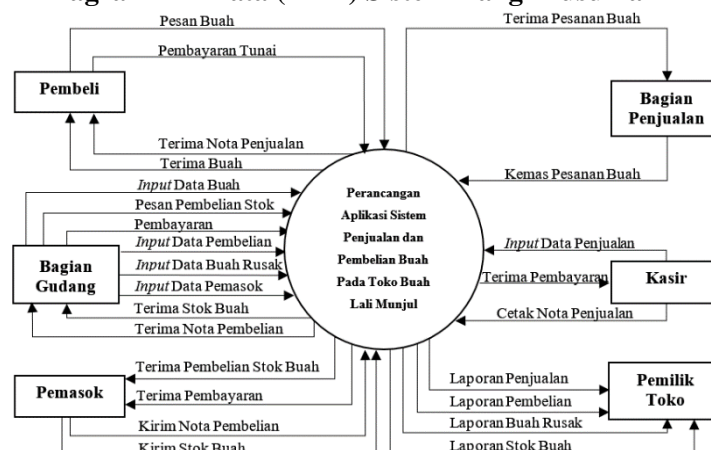 Pesan Buah
Terima Pesanan Buah
Pembayaran Tunai
Pembeli
Bagian
Penjualan
Terima Nota Penjualan
Terima Buah
Kemas Pesanan Buah
Input Data Buah
Pesan Pembelian Stok
Pembayaran
Input Data Pembelian
Input Data Buah Rusak
Input Data Pemasok
Terima Stok Buah
Terima Nota Pembelian
Bagian
Gudang
Perancangan
Aplikasi Sistem
Penjualan dan
Pembelian Buah
Pada Toko Buah
Lali Munjul
Input Data Penjualan
Terima Pembayaran
Kasir
Cetak Nota Penjualan
Terima Pembelian Stok Buah
Pemasok
Terima Pembayaran
Kirim Nota Pembelian
Kirim Stok Buah
Laporan Penjualan
Laporan Pembelian
Laporan Buah Rusak
Laporan Stok Buah
Pemilik
Toko